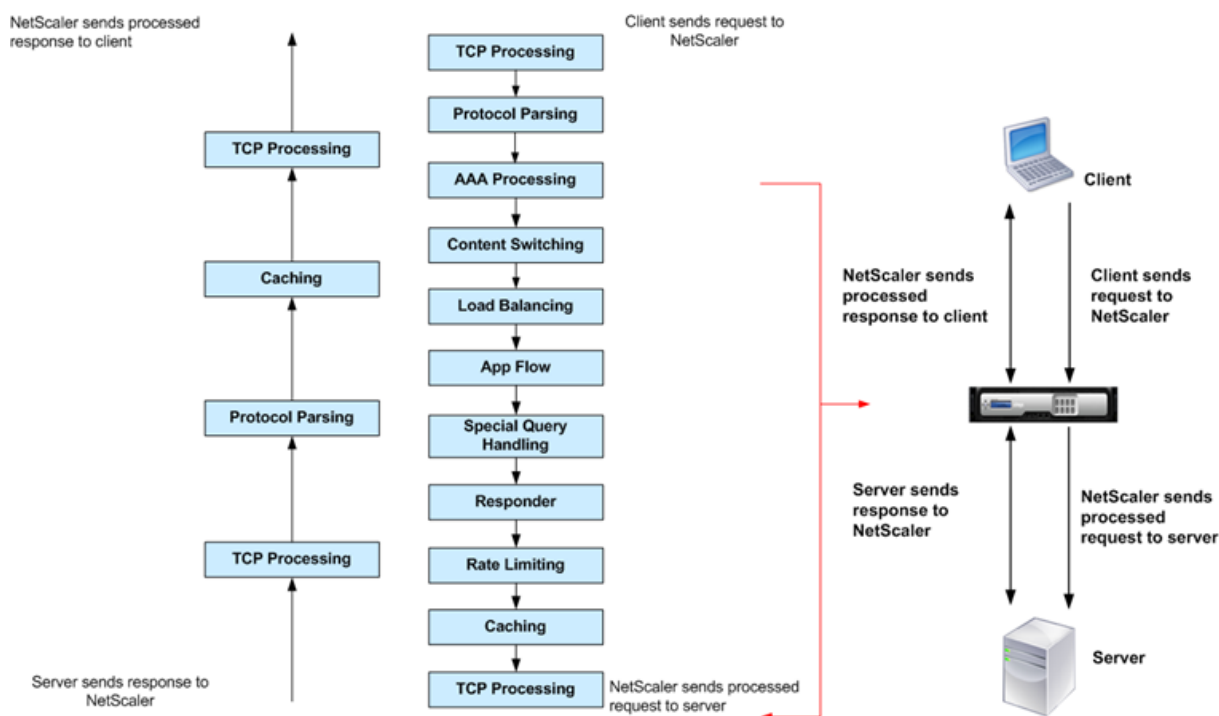 NetScaler sends processed
response to client
TCP Processing
Caching
Protocol Parsing
TCP Processing
Server sends response to
NetScaler
Client sends request to
NetScaler
TCP Processing
Protocol Parsing
AAA Processing
Content Switching
Load Balancing
App Flow
Special Query
Handling
Responder
Rate Limiting
Caching
TCP Processing
NetScaler sends processed
request to server
Client
NetScaler sends
processed
response to client
Client sends
request to
NetScaler
Server sends
response to
NetScaler
NetScaler sends
processed
request to server
Server